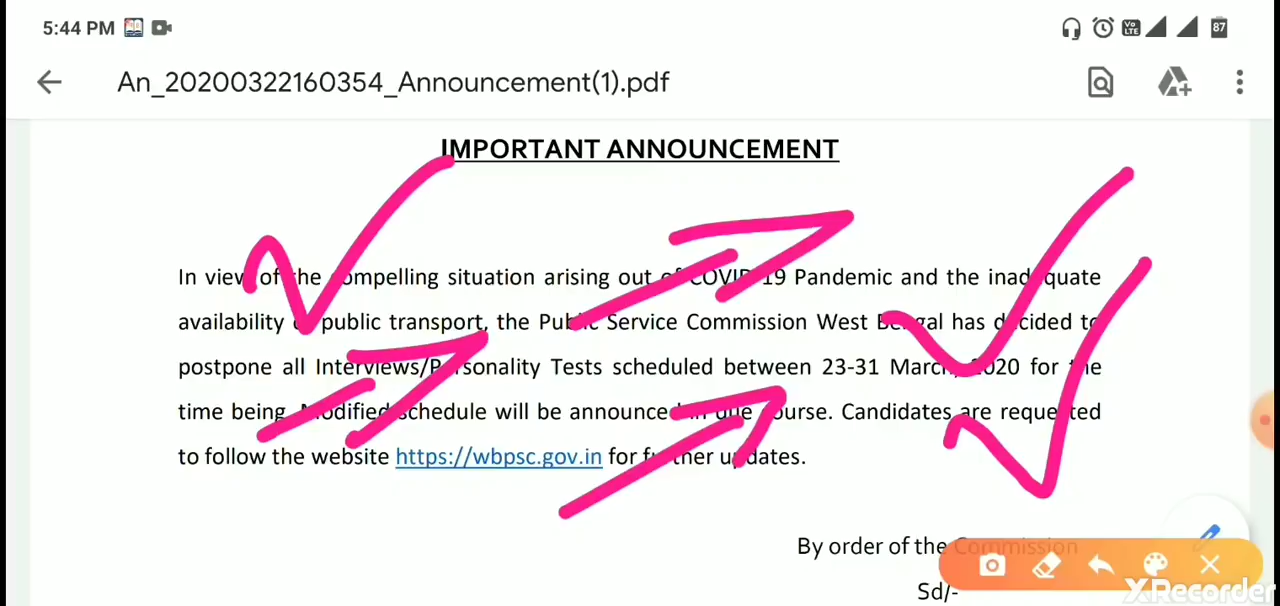 5:44 PM
Vo LTE
87
An_20200322160354_Announcement(1).pdf
IMPORTANT ANNOUNCEMENT
In view of the compelling situation arising out of COVID-19 Pandemic and the inadequate
availability of public transport, the Public Service Commission West Bengal has decided to
postpone all Interviews/Personality Tests scheduled between 23-31 March, 2020 for the
time being. Modified schedule will be announced in due course. Candidates are requested
to follow the website https://wbpsc.gov.in for further updates.
By order of the Commission
Sd/-
XRecorder